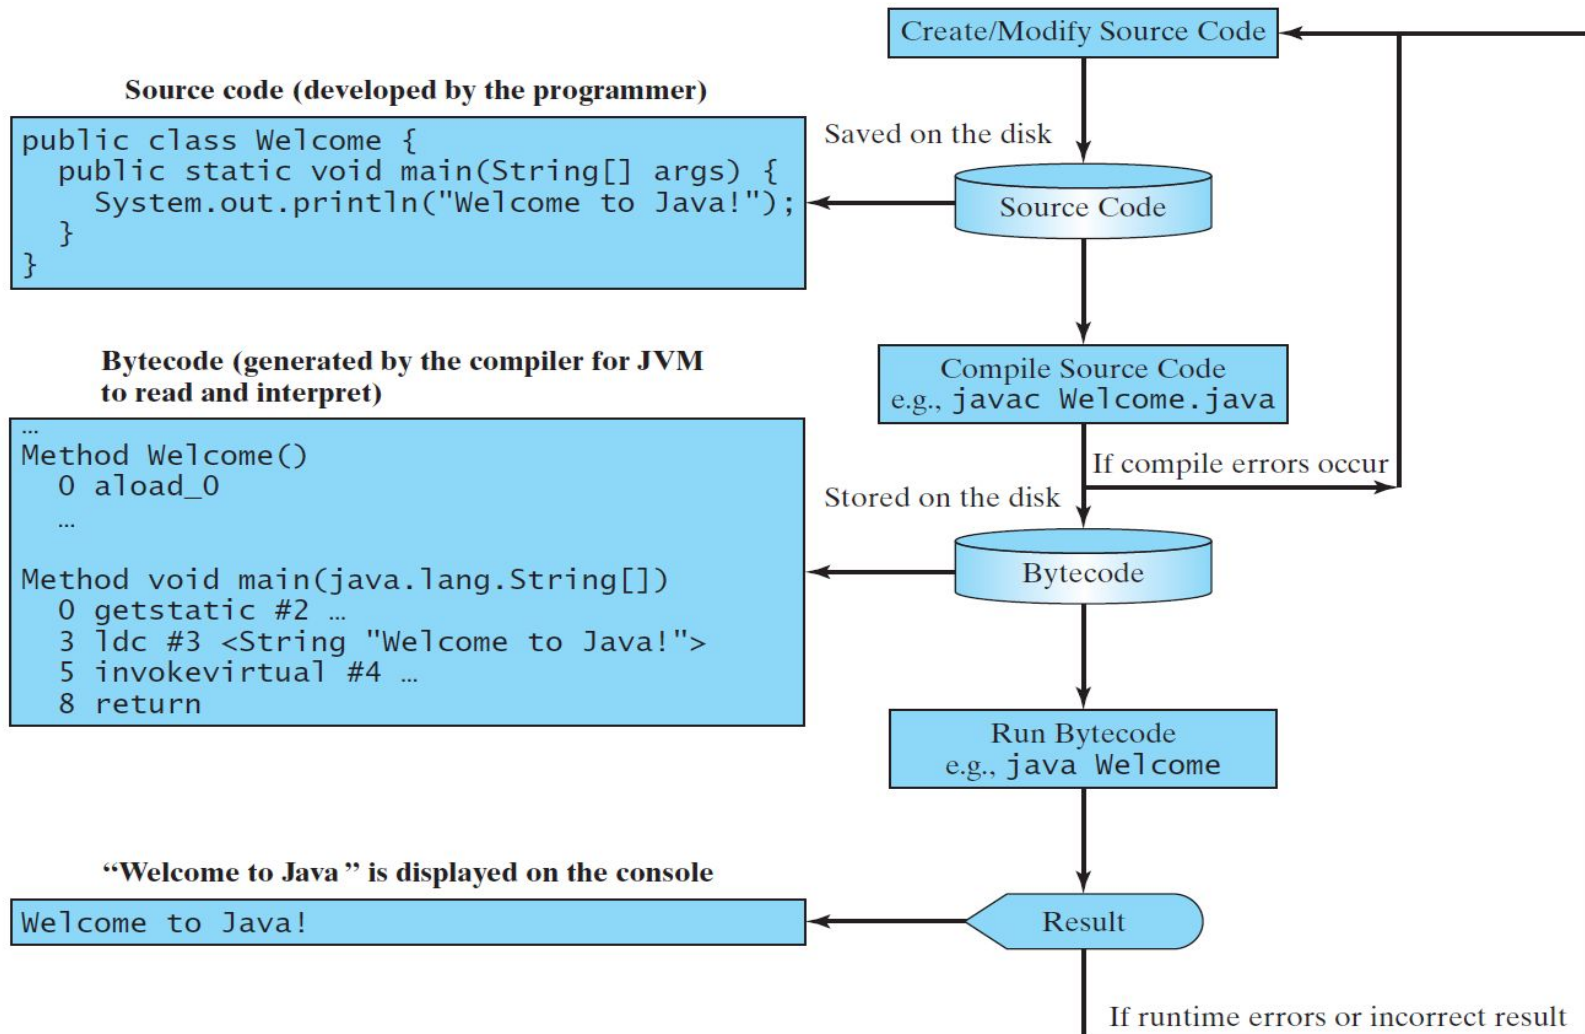 Create/Modify Source Code
Source code (developed by the programmer)
public class Welcome {
  public static void main(String[] args) {
    System.out.println("Welcome to Java!");
  }
}
Saved on the disk
Source Code
Compile Source Code
e.g., javac Welcome.java
If compile errors occur
Bytecode (generated by the compiler for JVM
to read and interpret)
…
Method Welcome()
  0 aload_0
  …
Method void main(java.lang.String[])
  0 getstatic #2 …
  3 ldc #3 <String "Welcome to Java!">
  5 invokevirtual #4 …
  8 return
Stored on the disk
Bytecode
Run Bytecode
e.g., java Welcome
“Welcome to Java” is displayed on the console
Welcome to Java!
Result
If runtime errors or incorrect result